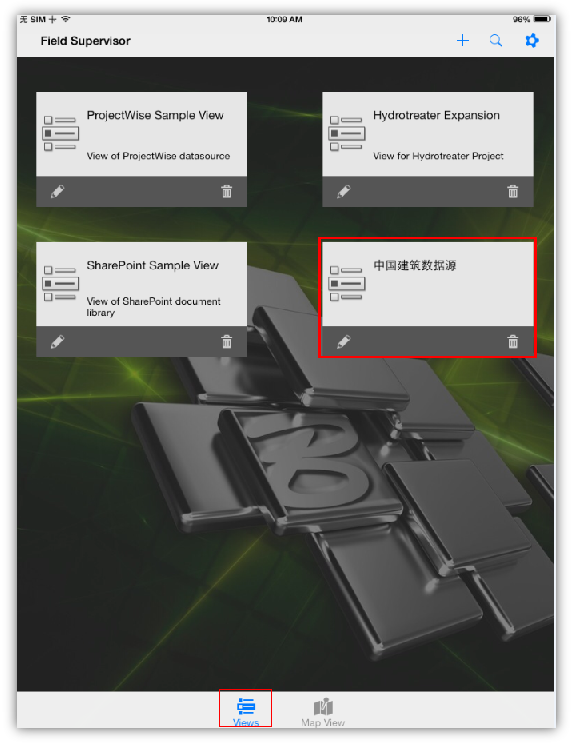 无 SIM 10:09 AM 96%
Field Supervisor
ProjectWise Sample View
View of ProjectWise datasource
Hydrotreater Expansion
View for Hydrotreater Project
SharePoint Sample View
View of SharePoint document
library
中国建筑数据源
Views Map View